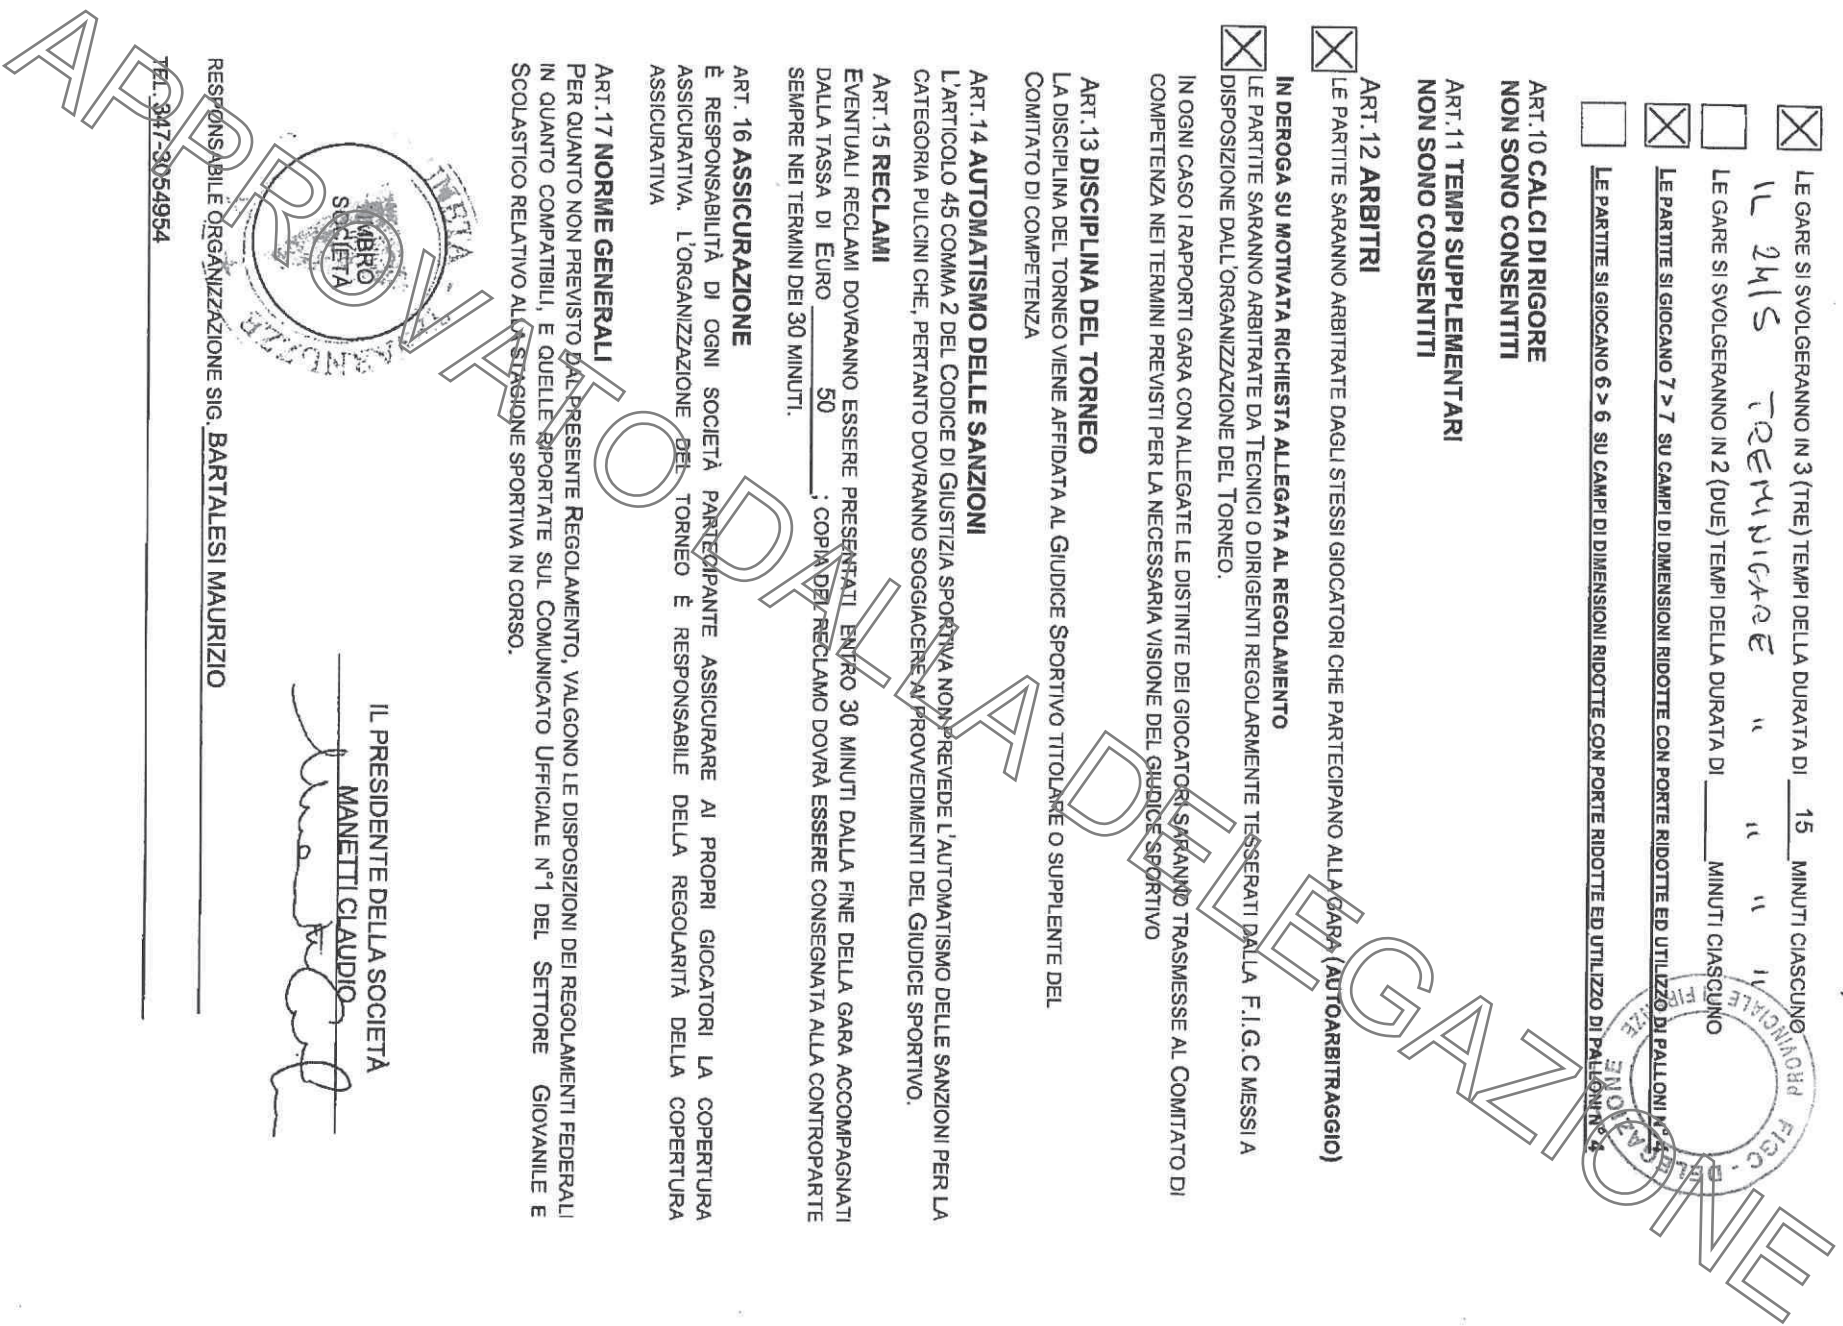 LE GARE SI SVOLGERANNO IN 3 (TRE) TEMPI DELLA DURATA DI 15 MINUTI CIASCUNO
IL 24/5 TREMNIGARE " " " "
LE GARE SI SVOLGERANNO IN 2 (DUE) TEMPI DELLA DURATA DI ______ MINUTI CIASCUNO
LE PARTITE SI GIOCANO 7 > 7 SU CAMPI DI DIMENSIONI RIDOTTE CON PORTE RIDOTTE ED UTILIZZO DI PALLONI N° 4
LE PARTITE SI GIOCANO 6 > 6 SU CAMPI DI DIMENSIONI RIDOTTE CON PORTE RIDOTTE ED UTILIZZO DI PALLONI N° 4
FIGC - DELEGAZIONE PROVINCIALE DI FIRENZE
ART.10 CALCI DI RIGORE
NON SONO CONSENTITI
ART.11 TEMPI SUPPLEMENTARI
NON SONO CONSENTITI
ART.12 ARBITRI
LE PARTITE SARANNO ARBITRATE DAGLI STESSI GIOCATORI CHE PARTECIPANO ALLA GARA (AUTOARBITRAGGIO)
IN DEROGA SU MOTIVATA RICHIESTA ALLEGATA AL REGOLAMENTO
LE PARTITE SARANNO ARBITRATE DA TECNICI O DIRIGENTI REGOLARMENTE TESSERATI DALLA F.I.G.C MESSI A
DISPOSIZIONE DALL'ORGANIZZAZIONE DEL TORNEO.
IN OGNI CASO I RAPPORTI GARA CON ALLEGATE LE DISTINTE DEI GIOCATORI SARANNO TRASMESSE AL COMITATO DI
COMPETENZA NEI TERMINI PREVISTI PER LA NECESSARIA VISIONE DEL GIUDICE SPORTIVO
ART.13 DISCIPLINA DEL TORNEO
LA DISCIPLINA DEL TORNEO VIENE AFFIDATA AL GIUDICE SPORTIVO TITOLARE O SUPPLENTE DEL
COMITATO DI COMPETENZA
ART.14 AUTOMATISMO DELLE SANZIONI
L'ARTICOLO 45 COMMA 2 DEL CODICE DI GIUSTIZIA SPORTIVA NON PREVEDE L'AUTOMATISMO DELLE SANZIONI PER LA
CATEGORIA PULCINI CHE, PERTANTO DOVRANNO SOGGIACERE AI PROVVEDIMENTI DEL GIUDICE SPORTIVO.
ART.15 RECLAMI
EVENTUALI RECLAMI DOVRANNO ESSERE PRESENTATI ENTRO 30 MINUTI DALLA FINE DELLA GARA ACCOMPAGNATI
DALLA TASSA DI EURO 50 ; COPIA DEL RECLAMO DOVRÀ ESSERE CONSEGNATA ALLA CONTROPARTE
SEMPRE NEI TERMINI DEI 30 MINUTI.
ART. 16 ASSICURAZIONE
È RESPONSABILITÀ DI OGNI SOCIETÀ PARTECIPANTE ASSICURARE AI PROPRI GIOCATORI LA COPERTURA
ASSICURATIVA. L'ORGANIZZAZIONE DEL TORNEO È RESPONSABILE DELLA REGOLARITÀ DELLA COPERTURA
ASSICURATIVA
ART.17 NORME GENERALI
PER QUANTO NON PREVISTO DAL PRESENTE REGOLAMENTO, VALGONO LE DISPOSIZIONI DEI REGOLAMENTI FEDERALI
IN QUANTO COMPATIBILI, E QUELLE RIPORTATE SUL COMUNICATO UFFICIALE N°1 DEL SETTORE GIOVANILE E
SCOLASTICO RELATIVO ALLA STAGIONE SPORTIVA IN CORSO.
TIMBRO
SOCIETÀ
IL PRESIDENTE DELLA SOCIETÀ
MANETTI CLAUDIO
RESPONSABILE ORGANIZZAZIONE SIG. BARTALESI MAURIZIO
TEL. 347-3054954
APPROVATO DALLA DELEGAZIONE